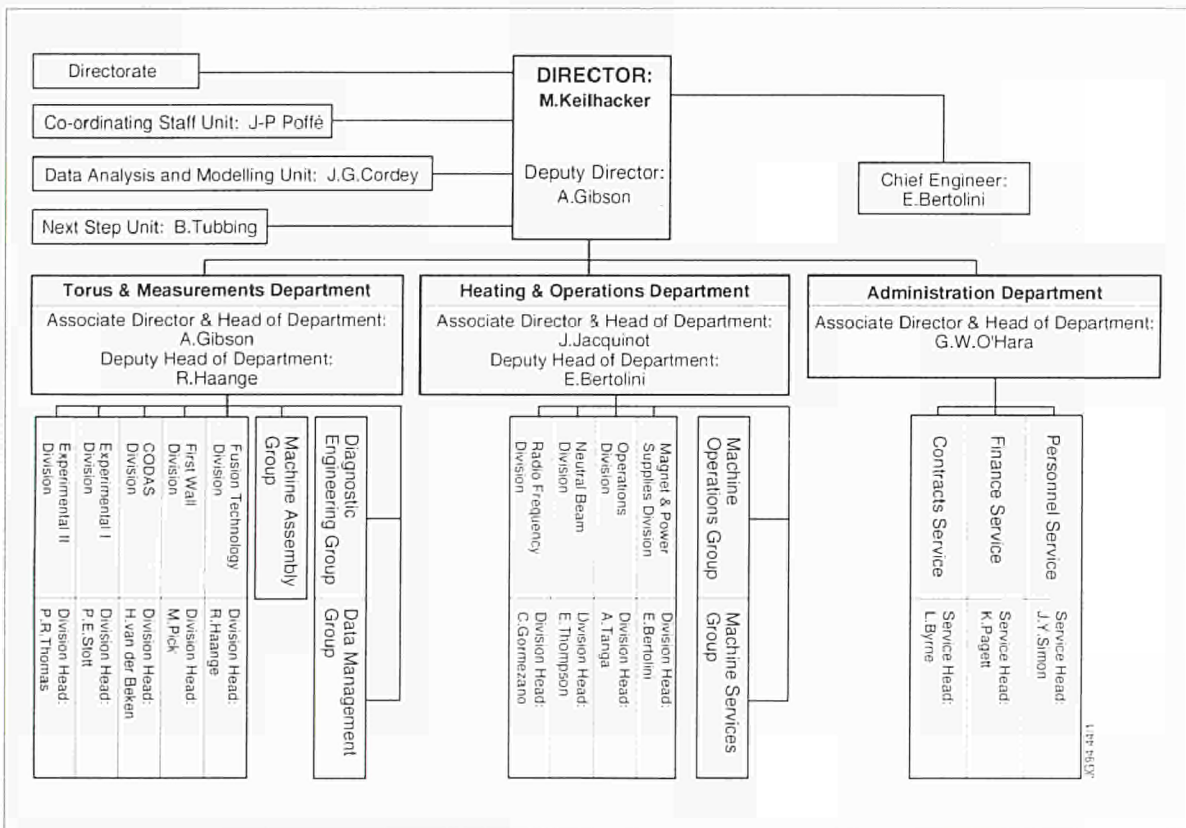 Directorate
Co-ordinating Staff Unit: J-P Poffé
Data Analysis and Modelling Unit: J.G.Cordey
Next Step Unit: B.Tubbing
DIRECTOR:
M.Keilhacker
Deputy Director:
A.Gibson
Chief Engineer:
E.Bertolini
Torus & Measurements Department
Associate Director & Head of Department:
A.Gibson
Deputy Head of Department:
R.Haange
Heating & Operations Department
Associate Director & Head of Department:
J.Jacquinot
Deputy Head of Department:
E.Bertolini
Administration Department
Associate Director & Head of Department:
G.W.O'Hara
Experimental II
Division
Division Head:
P.R.Thomas
Experimental I
Division
Division Head:
P.E.Stott
CODAS
Division
Division Head:
H.van der Beken
First Wall
Division
Division Head:
M.Pick
Fusion Technology
Division
Division Head:
R.Haange
Machine Assembly
Group
Diagnostic
Engineering Group
Data Management
Group
Radio Frequency
Division
Division Head:
C.Gormezano
Neutral Beam
Division
Division Head:
E.Thompson
Operations
Division
Division Head:
A.Tanga
Magnet & Power
Supplies Division
Division Head:
E.Bertolini
Machine
Operations Group
Machine Services
Group
Contracts Service
Service Head:
L.Byrne
Finance Service
Service Head:
K.Pagett
Personnel Service
Service Head:
J.Y.Simon